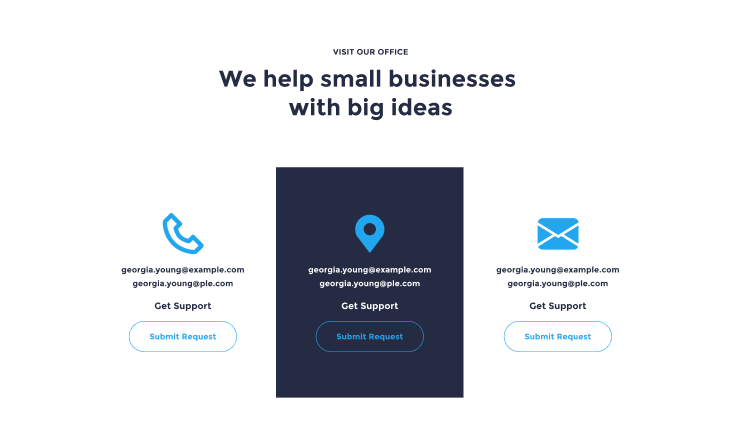 VISIT OUR OFFICE
We help small businesses
with big ideas
georgia.young@example.com
georgia.young@ple.com
Get Support
Submit Request
georgia.young@example.com
georgia.young@ple.com
Get Support
Submit Request
georgia.young@example.com
georgia.young@ple.com
Get Support
Submit Request